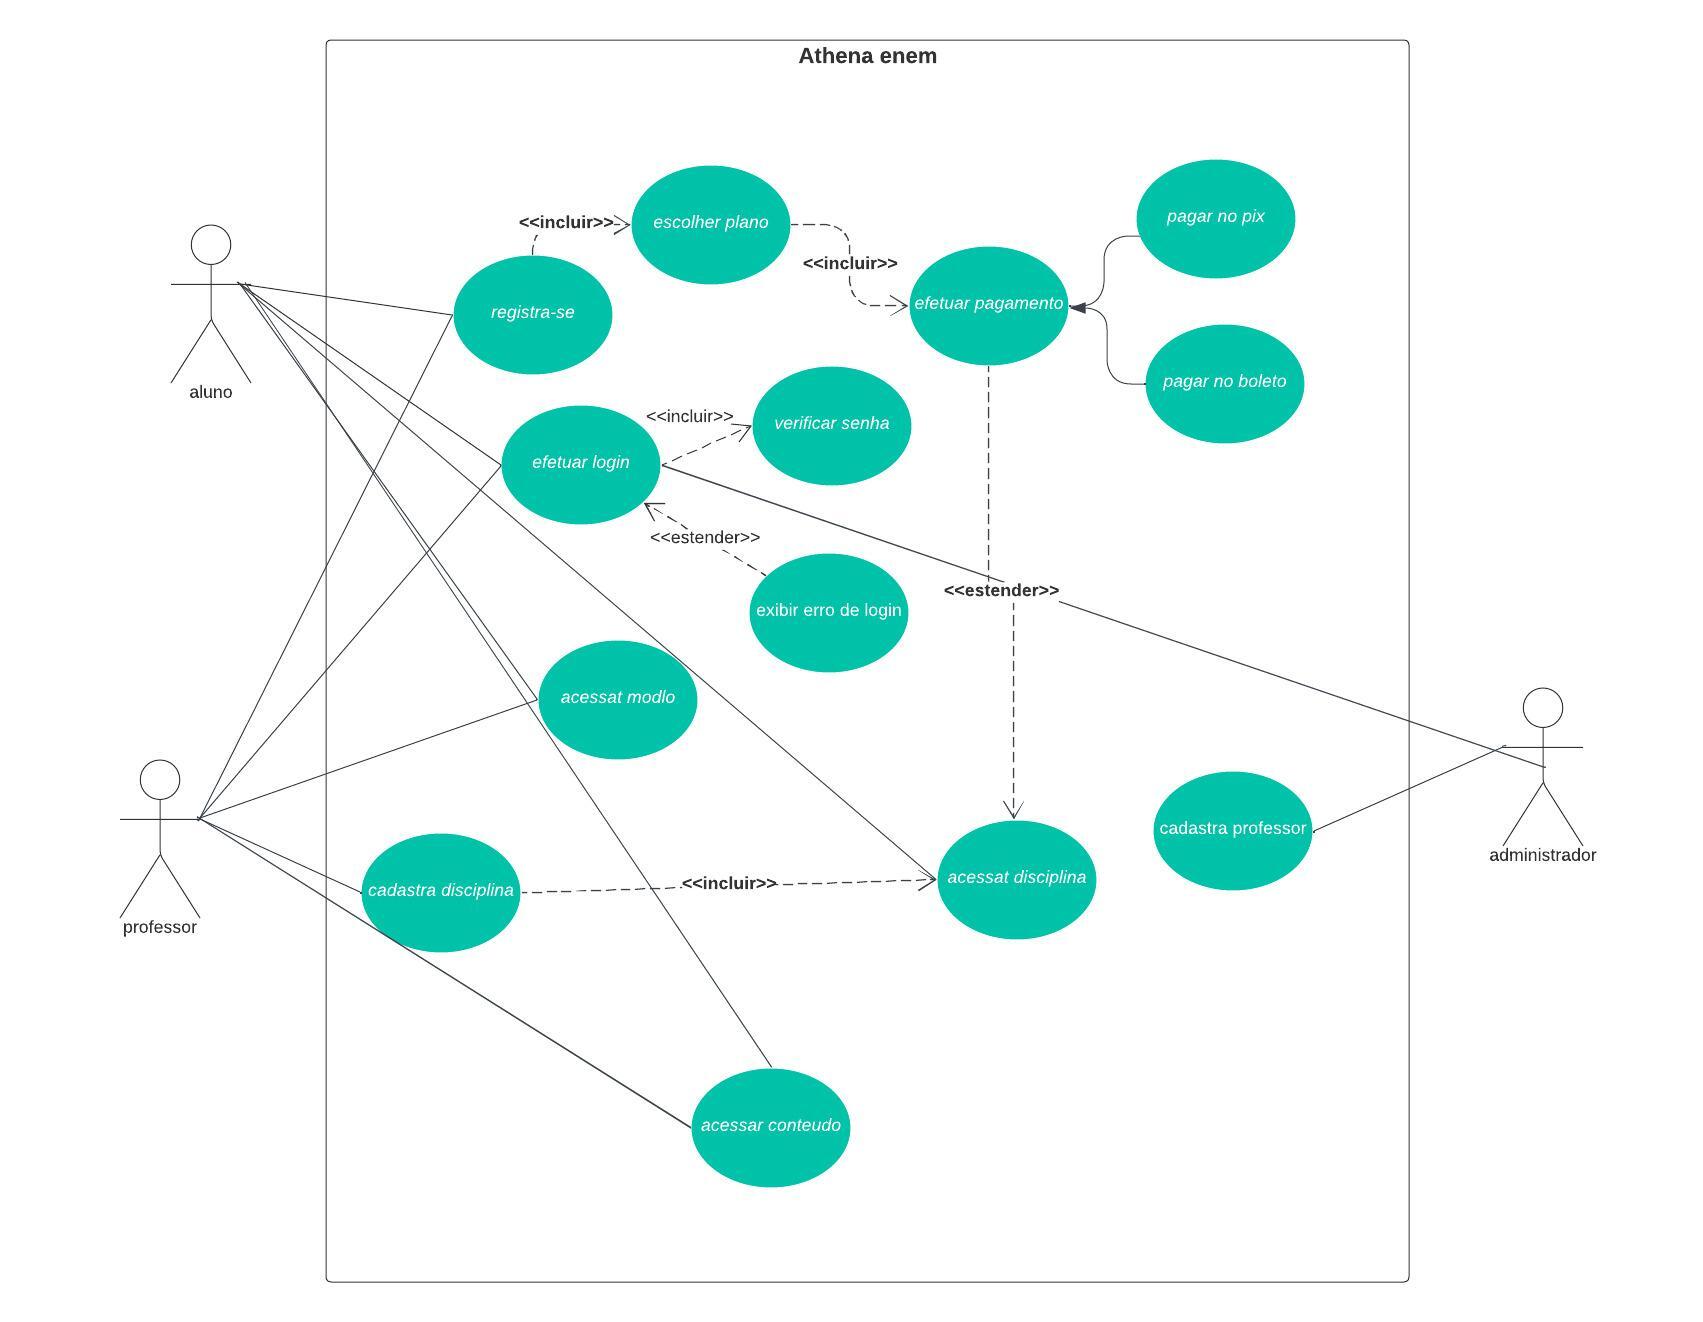 Athena enem
<<incluir>>
escolher plano
pagar no pix
<<incluir>>
efetuar pagamento
registra-se
aluno
pagar no boleto
<<incluir>>
verificar senha
efetuar login
<<estender>>
<<estender>>
exibir erro de login
acessat modlo
cadastra professor
administrador
professor
cadastra disciplina
<<incluir>>
acessat disciplina
acessar conteudo